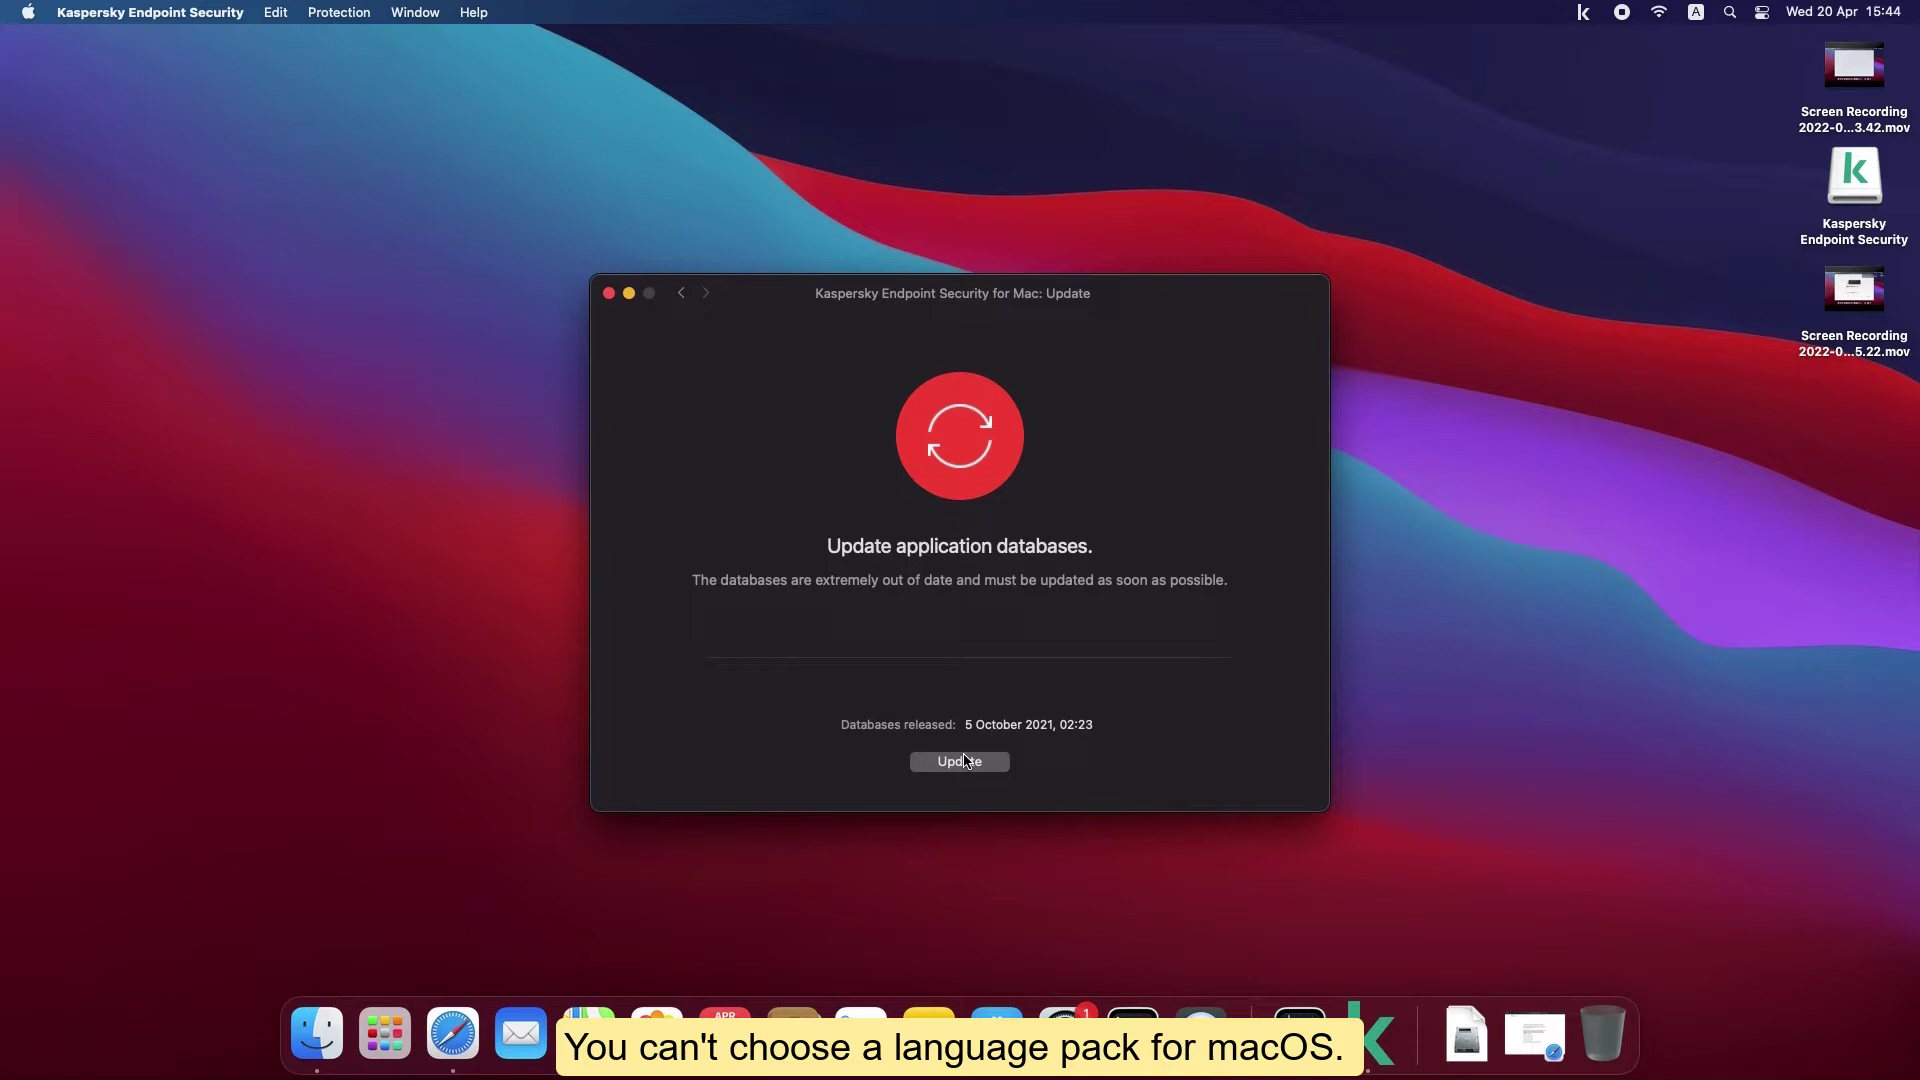 Kaspersky Endpoint Security Edit Protection Window Help
A Wed 20 Apr 15:44
Screen Recording
2022-0...3.42.mov
Kaspersky
Endpoint Security
Screen Recording
2022-0...5.22.mov
Kaspersky Endpoint Security for Mac: Update
Update application databases.
The databases are extremely out of date and must be updated as soon as possible.
Databases released: 5 October 2021, 02:23
Update
APR
1
You can't choose a language pack for macOS.